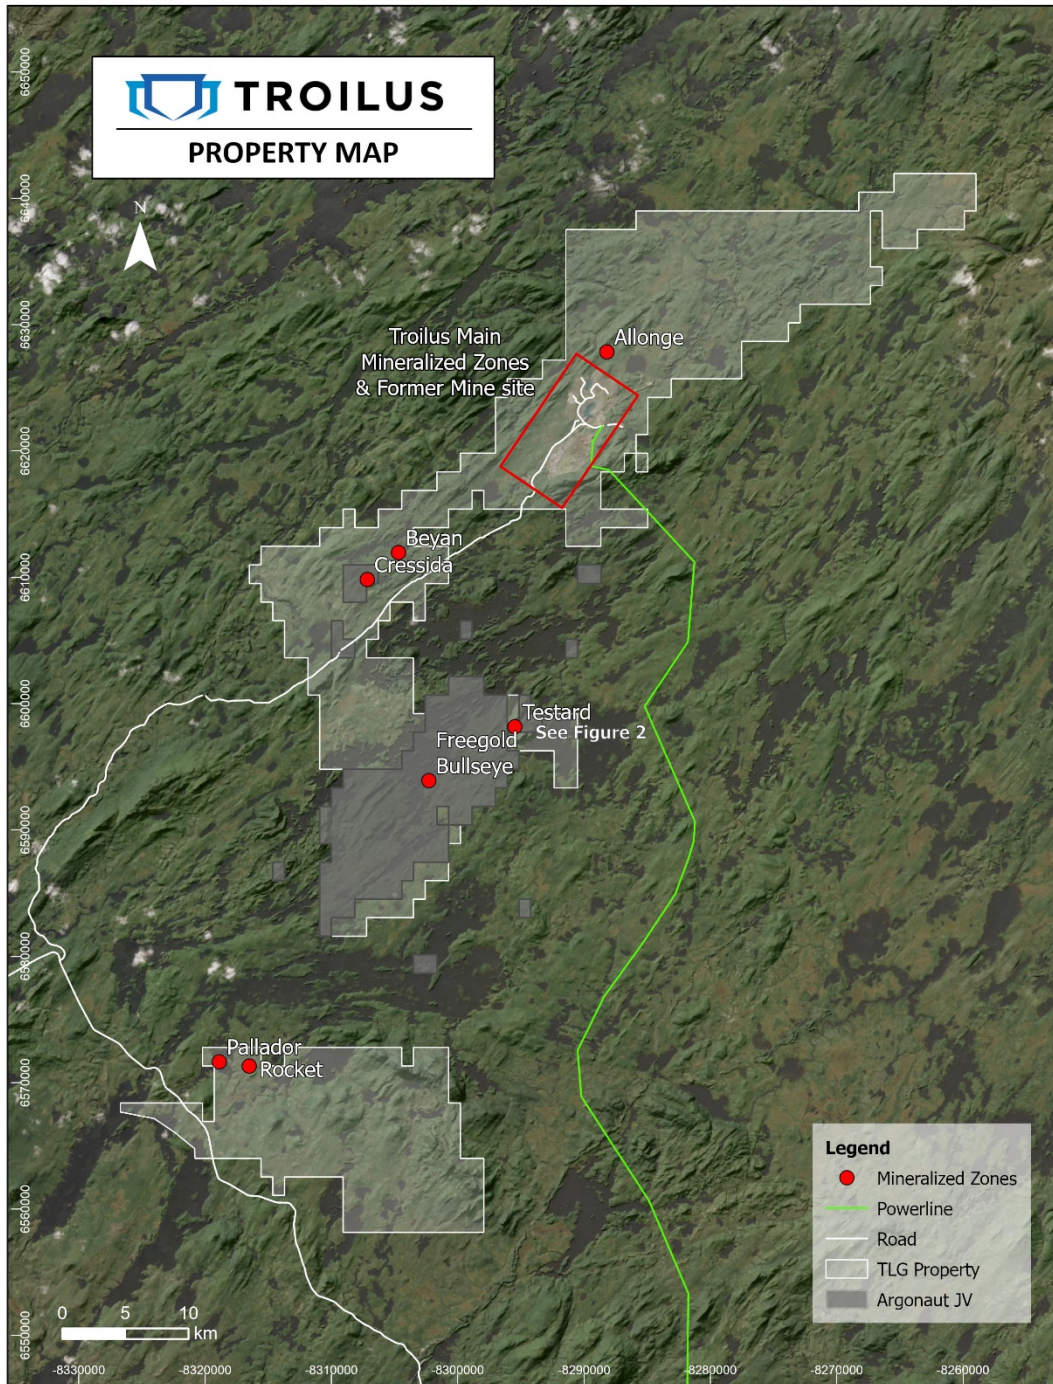 TROILUS
PROPERTY MAP
N
Troilus Main
Mineralized Zones
& Former Mine site
Allonge
Beyan
Cressida
Testard
See Figure 2
Freegold
Bullseye
Pallador
Rocket
Legend
Mineralized Zones
Powerline
Road
TLG Property
Argonaut JV
0 5 10
km
6650000
6640000
6630000
6620000
6610000
6600000
6590000
6580000
6570000
6560000
6550000
-8330000 -8320000 -8310000 -8300000 -8290000 -8280000 -8270000 -8260000